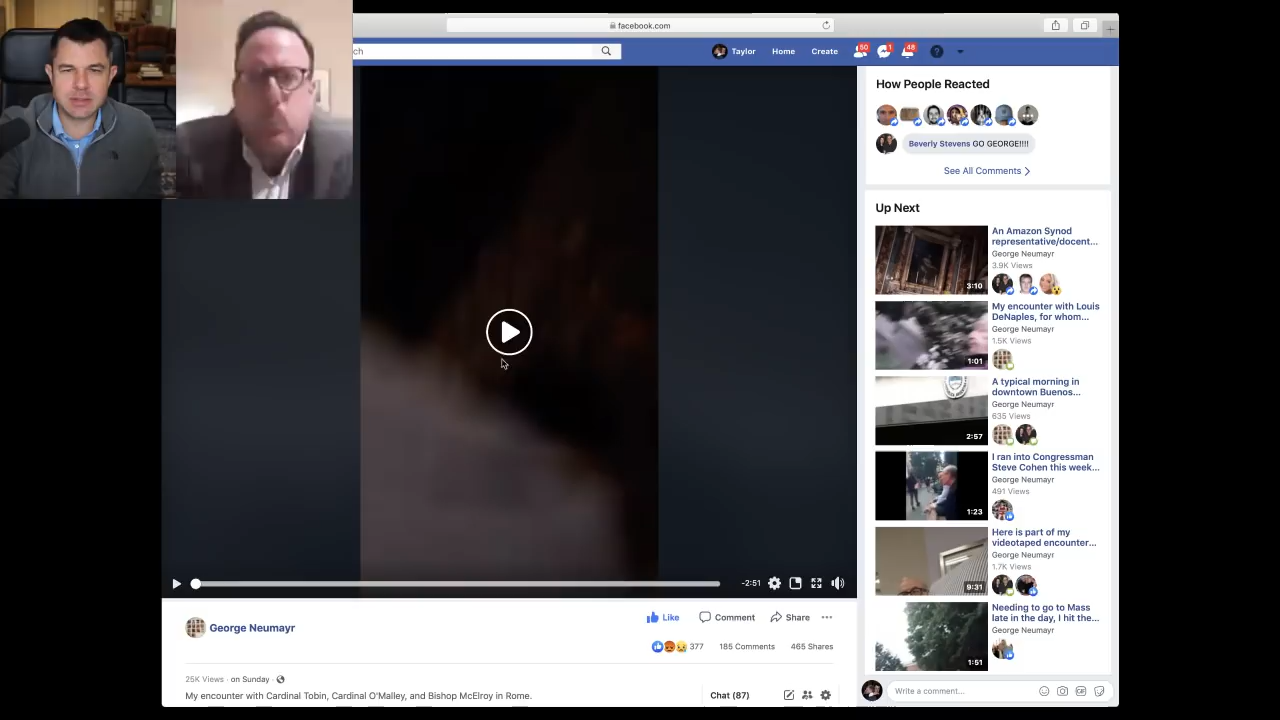 facebook.com
ch
Taylor
Home
Create
50
1
48
How People Reacted
Beverly Stevens GO GEORGE!!!!
See All Comments
Up Next
An Amazon Synod
representative/docent...
George Neumayr
3.9K Views
3:10
My encounter with Louis
DeNaples, for whom...
George Neumayr
1.5K Views
1:01
A typical morning in
downtown Buenos...
George Neumayr
635 Views
2:57
I ran into Congressman
Steve Cohen this week...
George Neumayr
491 Views
1:23
Here is part of my
videotaped encounter...
George Neumayr
1.7K Views
9:31
Needing to go to Mass
late in the day, I hit the...
George Neumayr
1:51
-2:51
George Neumayr
Like
Comment
Share
377
185 Comments
465 Shares
25K Views · on Sunday ·
My encounter with Cardinal Tobin, Cardinal O'Malley, and Bishop McElroy in Rome.
Chat (87)
Write a comment...
GIF